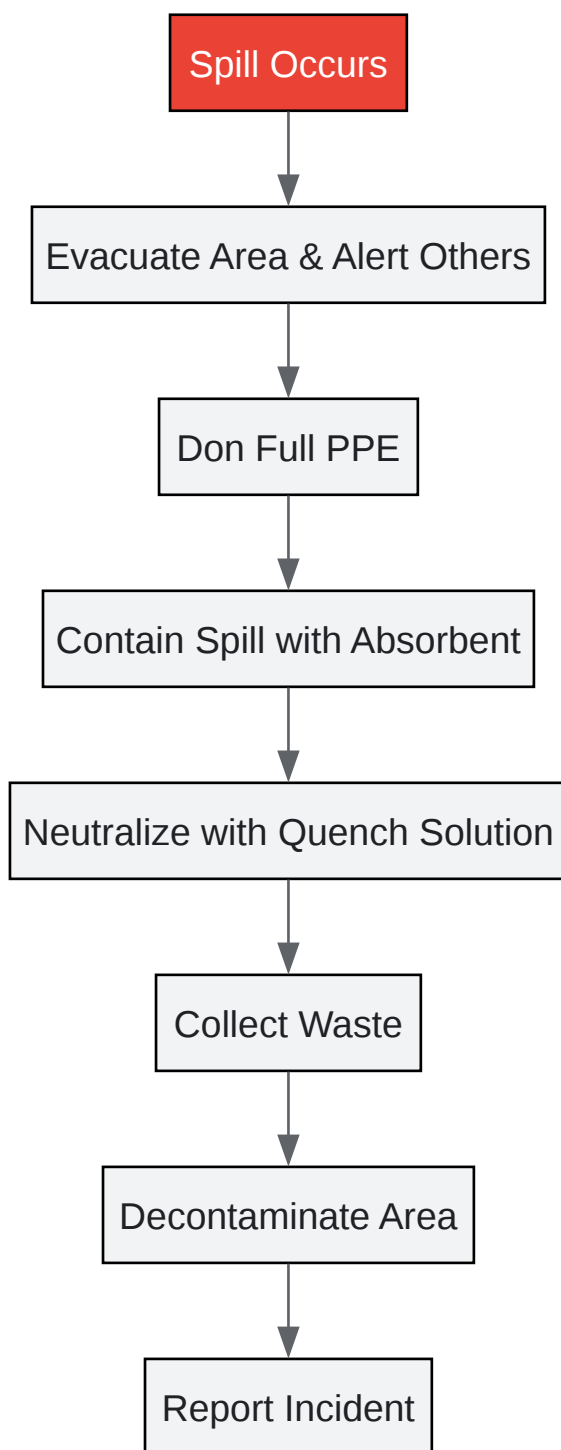 Spill Occurs
Evacuate Area & Alert Others
Don Full PPE
Contain Spill with Absorbent
Neutralize with Quench Solution
Collect Waste
Decontaminate Area
Report Incident